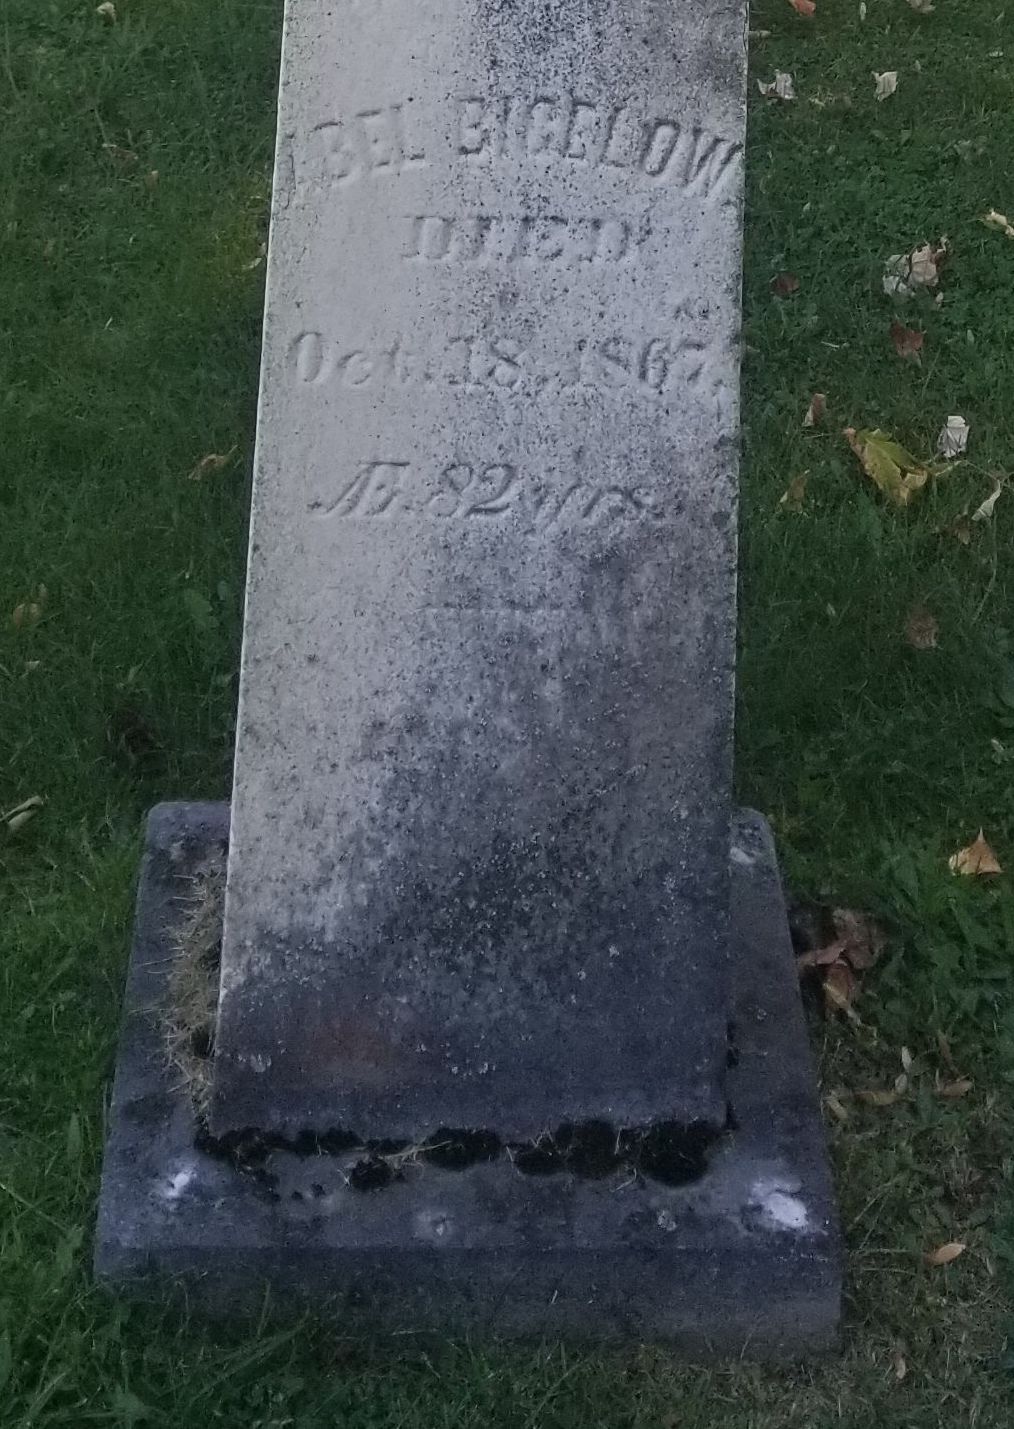 BEL BIGELOW
DIED
Oct. 18, 1867.
Æ. 82 yrs